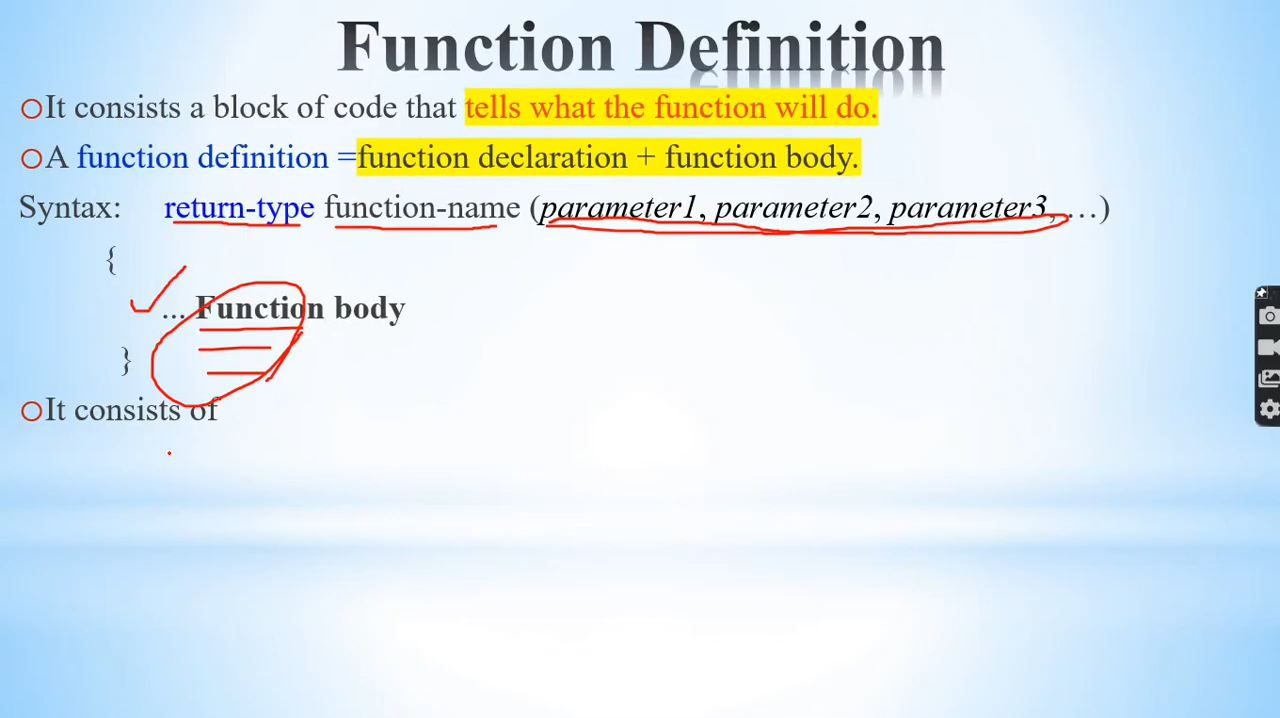 Function Definition
It consists a block of code that tells what the function will do.
A function definition =function declaration + function body.
Syntax: return-type function-name (parameter1, parameter2, parameter3, …)
{
... Function body
}
It consists of